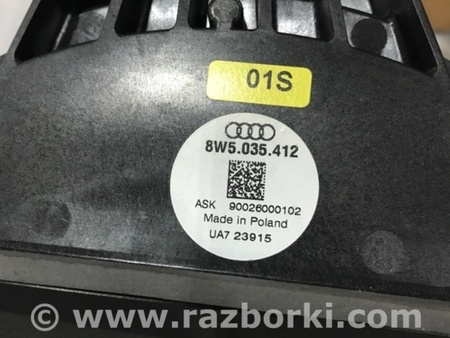 01S
8W5.035.412
ASK 90026000102
Made in Poland
UA7 23915
© www.razborki.com